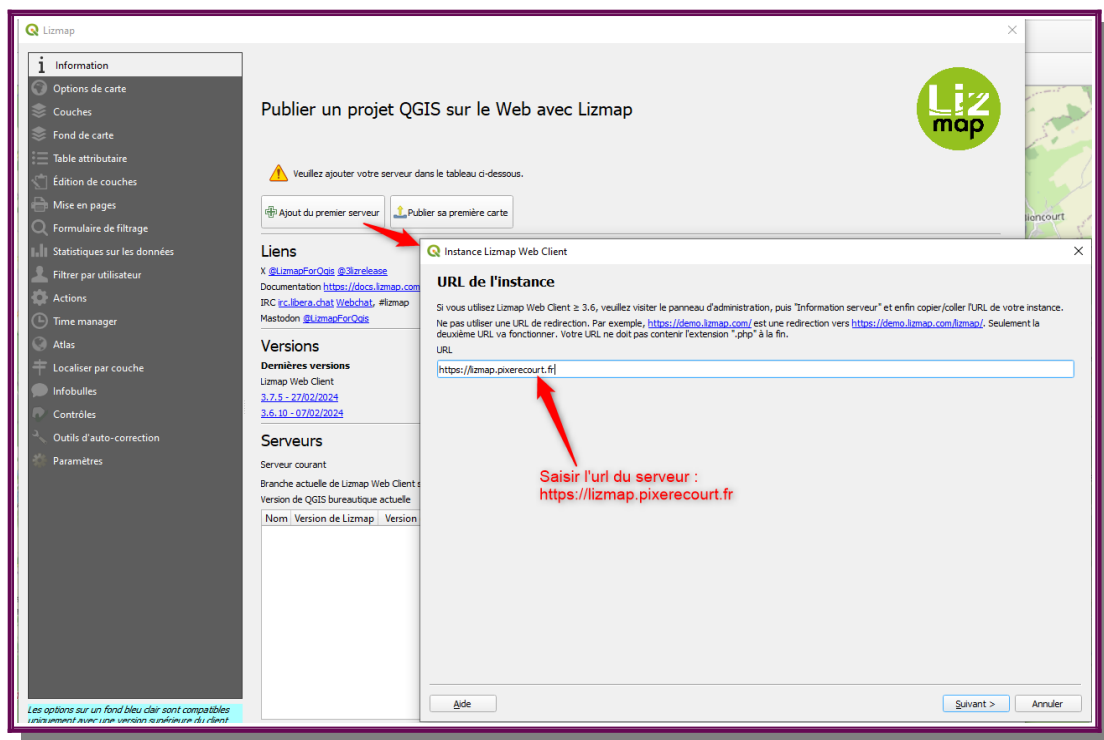 Lizmap
Information
Options de carte
Couches
Fond de carte
Table attributaire
Édition de couches
Mise en pages
Formulaire de filtrage
Statistiques sur les données
Filtrer par utilisateur
Actions
Time manager
Atlas
Localiser par couche
Infobulles
Contrôles
Outils d'auto-correction
Paramètres
Les options sur un fond bleu clair sont compatibles
uniquement avec une version supérieure du client
Publier un projet QGIS sur le Web avec Lizmap
Liz
map
Veuillez ajouter votre serveur dans le tableau ci-dessous.
Ajout du premier serveur
Publier sa première carte
Liens
X @LizmapForQgis @3lizrelease
Documentation https://docs.lizmap.com
IRC irc.libera.chat Webchat, #lizmap
Mastodon @LizmapForQgis
Versions
Dernières versions
Lizmap Web Client
3.7.5 - 27/02/2024
3.6.10 - 07/02/2024
Serveurs
Serveur courant
Branche actuelle de Lizmap Web Client s
Version de QGIS bureautique actuelle
Nom Version de Lizmap Version
Instance Lizmap Web Client
URL de l'instance
Si vous utilisez Lizmap Web Client ≥ 3.6, veuillez visiter le panneau d'administration, puis "Information serveur" et enfin copier/coller l'URL de votre instance.
Ne pas utiliser une URL de redirection. Par exemple, https://demo.lizmap.com/ est une redirection vers https://demo.lizmap.com/lizmap/. Seulement la
deuxième URL va fonctionner. Votre URL ne doit pas contenir l'extension ".php" à la fin.
URL
https://lizmap.pixerecourt.fr
Saisir l'url du serveur :
https://lizmap.pixerecourt.fr
Aide
Suivant >
Annuler